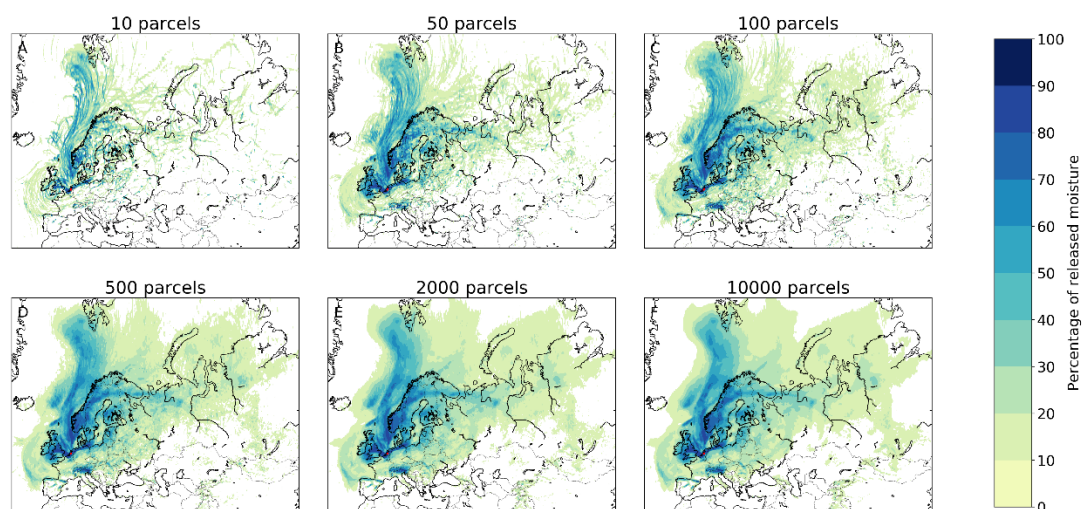 10 parcels
50 parcels
100 parcels
A
B
C
500 parcels
2000 parcels
10000 parcels
D
E
F
100
90
80
70
60
50
40
30
20
10
0
Percentage of released moisture